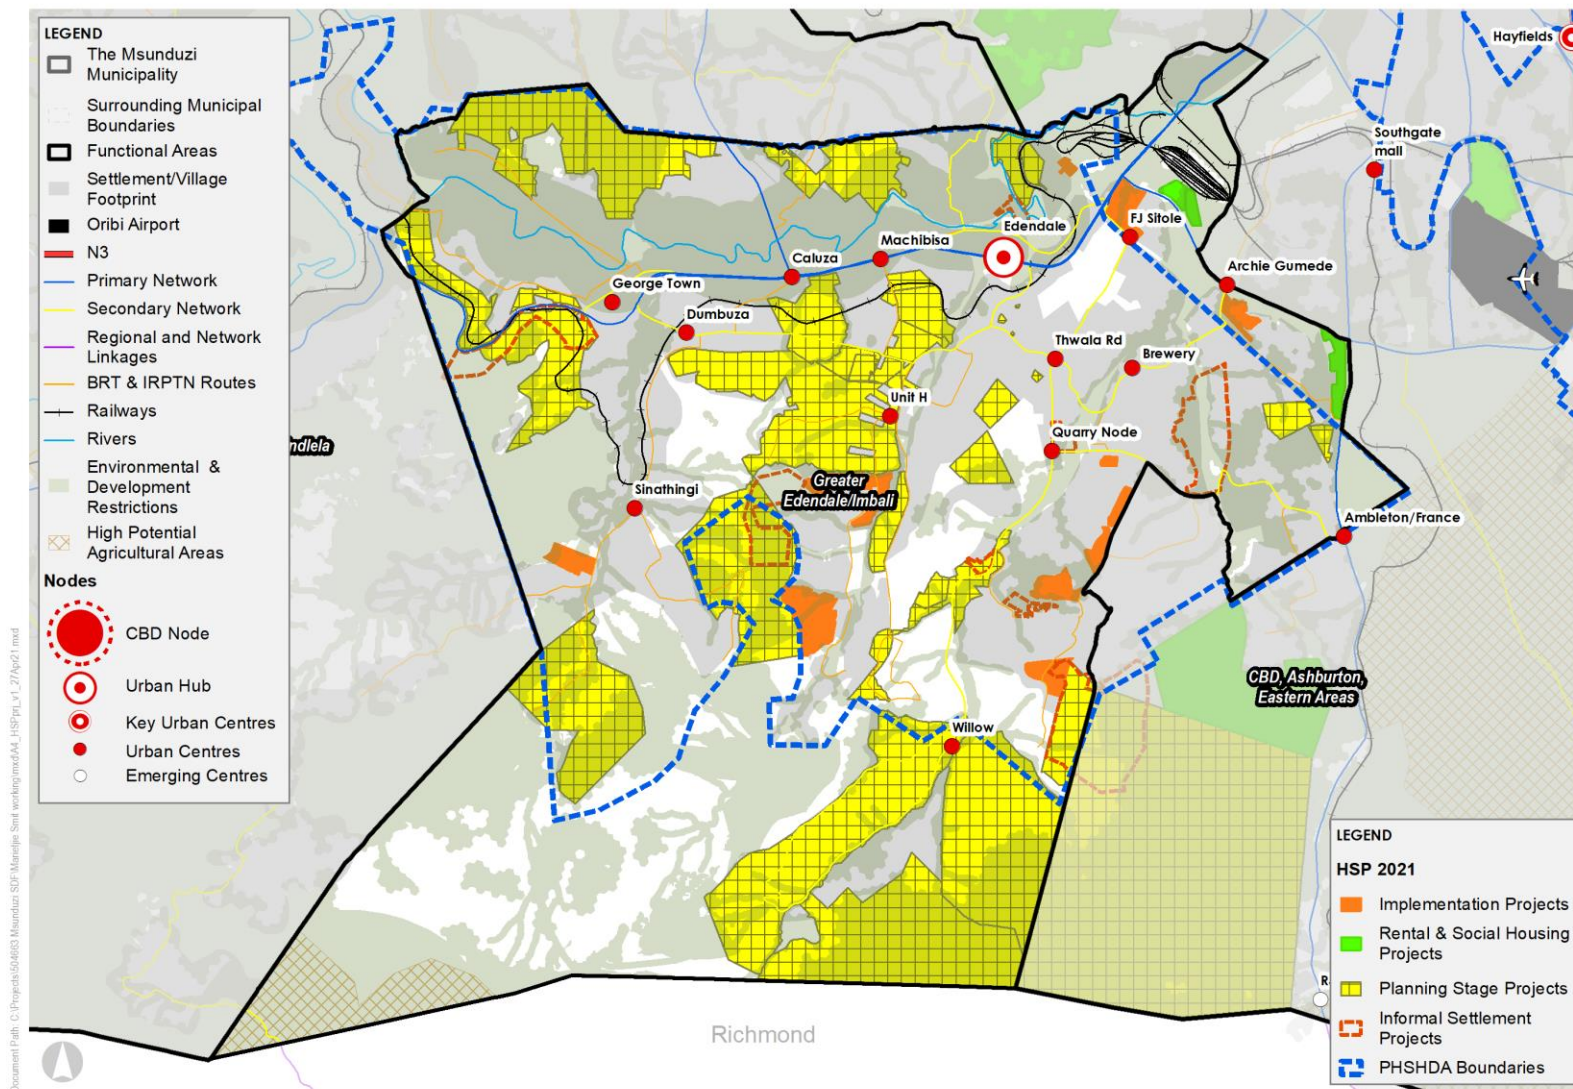 LEGEND
The Msunduzi
Municipality
Surrounding Municipal
Boundaries
Functional Areas
Settlement/Village
Footprint
Oribi Airport
N3
Primary Network
Secondary Network
Regional and Network
Linkages
BRT & IRPTN Routes
Railways
Rivers
Environmental &
Development
Restrictions
High Potential
Agricultural Areas
Nodes
CBD Node
Urban Hub
Key Urban Centres
Urban Centres
Emerging Centres
Hayfields
Southgate
mall
FJ Sitole
Edendale
Machibisa
Caluza
Archie Gumede
George Town
Dumbuza
Thwala Rd
Brewery
Unit H
Quarry Node
ndlela
Greater
Edendale/Imbali
Sinathingi
Ambleton/France
CBD, Ashburton,
Eastern Areas
Willow
R
Richmond
LEGEND
HSP 2021
Implementation Projects
Rental & Social Housing
Projects
Planning Stage Projects
Informal Settlement
Projects
PHSHDA Boundaries